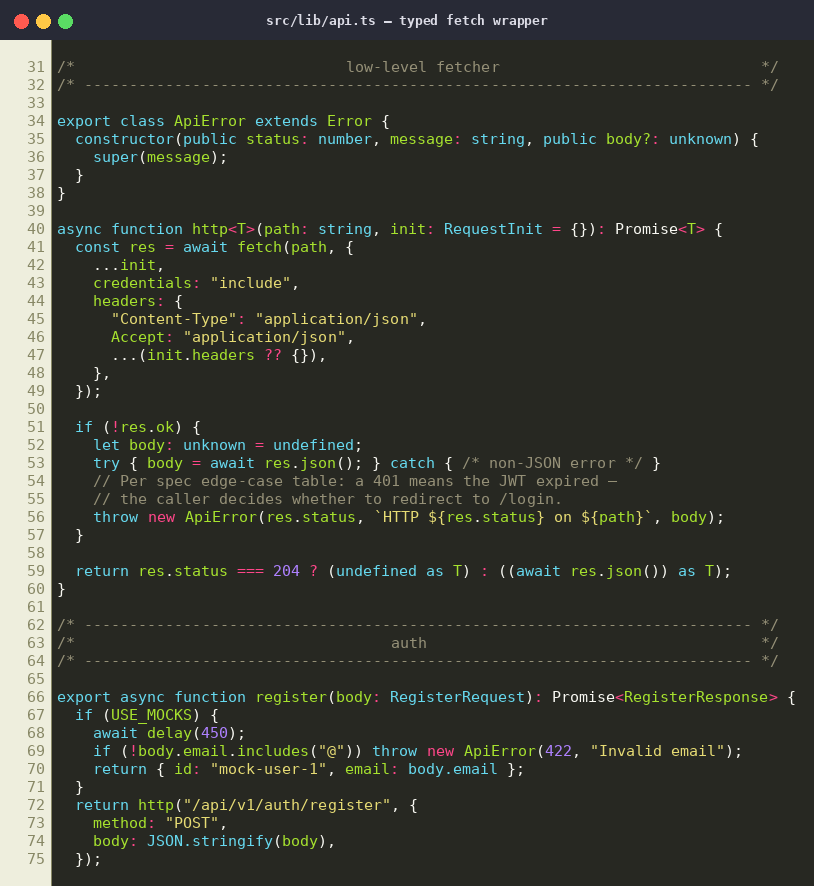 src/lib/api.ts — typed fetch wrapper
31 /*                              low-level fetcher                             */
32 /* -------------------------------------------------------------------------- */
33
34 export class ApiError extends Error {
35   constructor(public status: number, message: string, public body?: unknown) {
36     super(message);
37   }
38 }
39
40 async function http<T>(path: string, init: RequestInit = {}): Promise<T> {
41   const res = await fetch(path, {
42     ...init,
43     credentials: "include",
44     headers: {
45       "Content-Type": "application/json",
46       Accept: "application/json",
47       ...(init.headers ?? {}),
48     },
49   });
50
51   if (!res.ok) {
52     let body: unknown = undefined;
53     try { body = await res.json(); } catch { /* non-JSON error */ }
54     // Per spec edge-case table: a 401 means the JWT expired —
55     // the caller decides whether to redirect to /login.
56     throw new ApiError(res.status, `HTTP ${res.status} on ${path}`, body);
57   }
58
59   return res.status === 204 ? (undefined as T) : ((await res.json()) as T);
60 }
61
62 /* -------------------------------------------------------------------------- */
63 /*                                   auth                                     */
64 /* -------------------------------------------------------------------------- */
65
66 export async function register(body: RegisterRequest): Promise<RegisterResponse> {
67   if (USE_MOCKS) {
68     await delay(450);
69     if (!body.email.includes("@")) throw new ApiError(422, "Invalid email");
70     return { id: "mock-user-1", email: body.email };
71   }
72   return http("/api/v1/auth/register", {
73     method: "POST",
74     body: JSON.stringify(body),
75   });